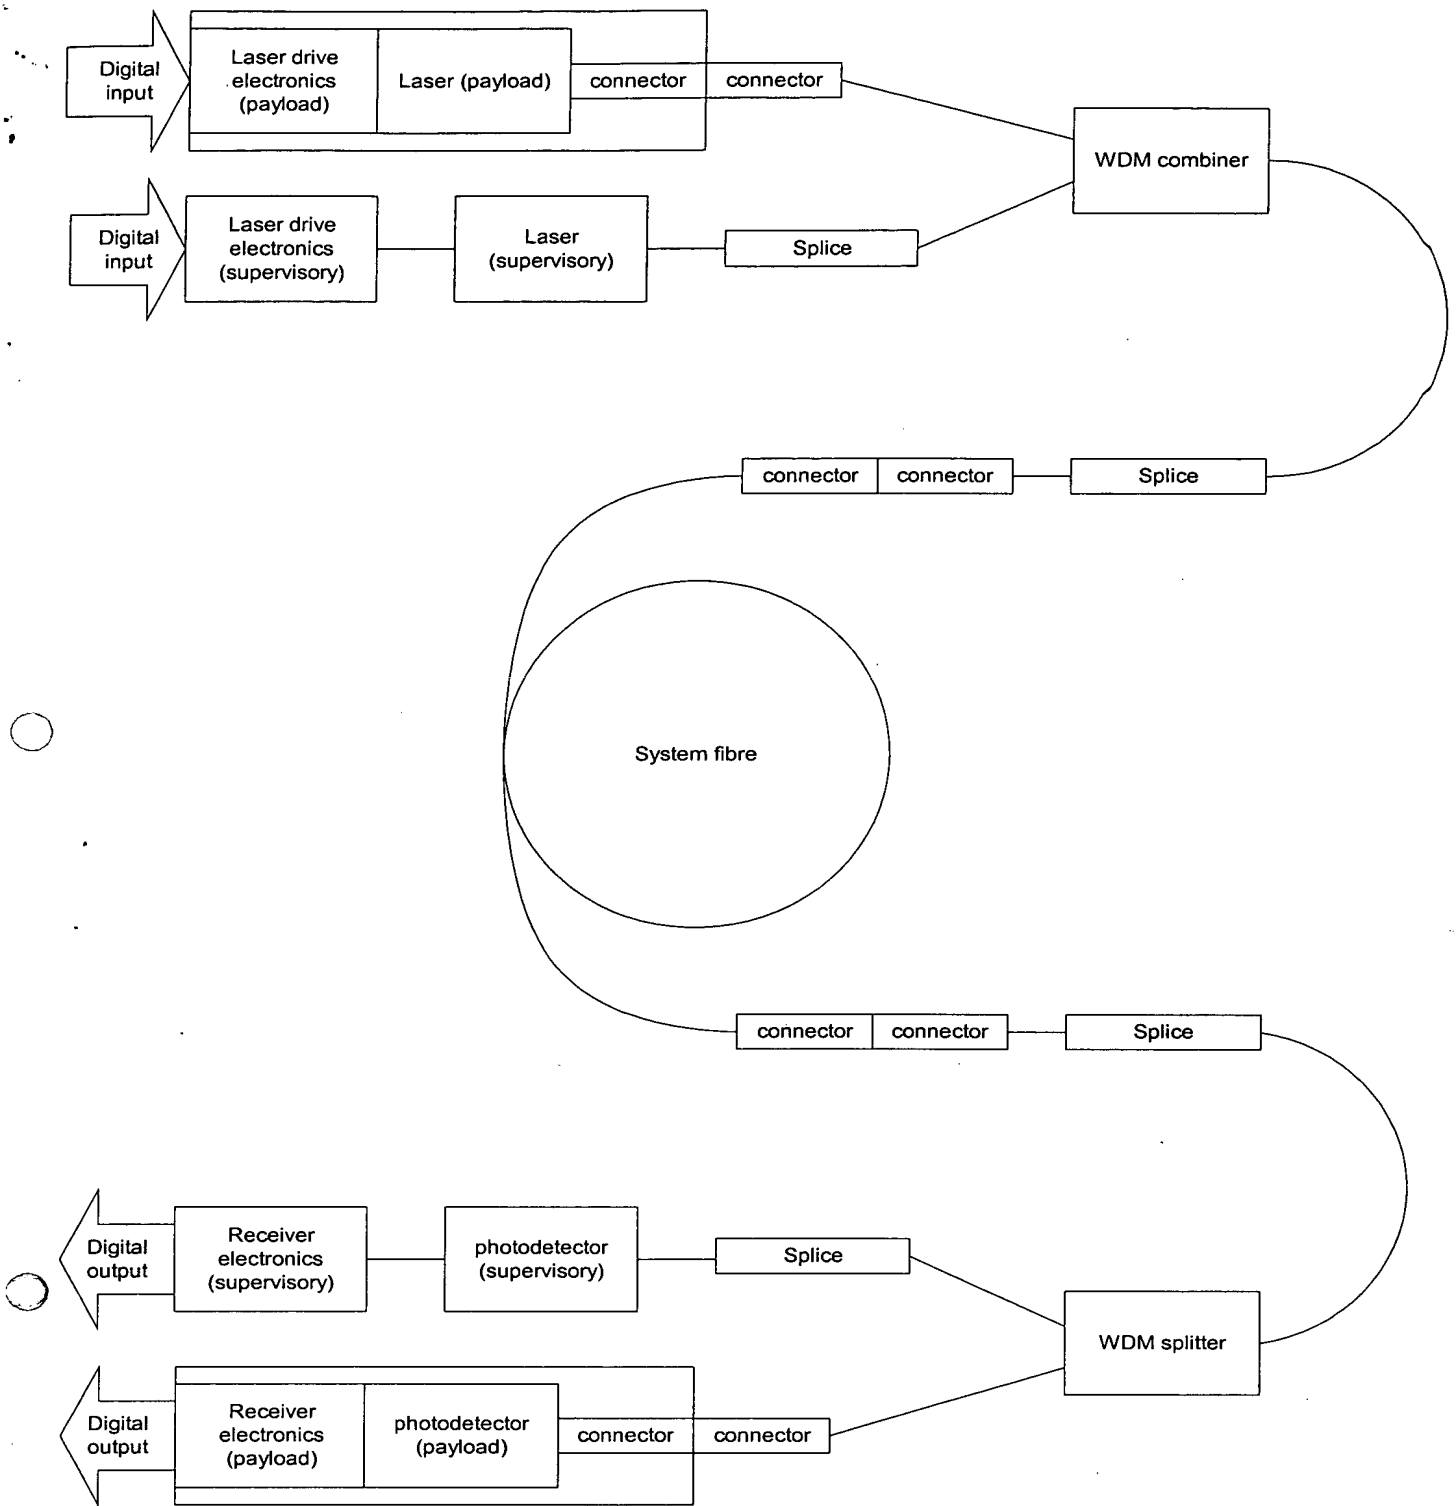 Digital
input
Laser drive
electronics
(payload)
Laser (payload)
connector
connector
WDM combiner
Digital
input
Laser drive
electronics
(supervisory)
Laser
(supervisory)
Splice
connector
connector
Splice
System fibre
connector
connector
Splice
Digital
output
Receiver
electronics
(supervisory)
photodetector
(supervisory)
Splice
WDM splitter
Digital
output
Receiver
electronics
(payload)
photodetector
(payload)
connector
connector